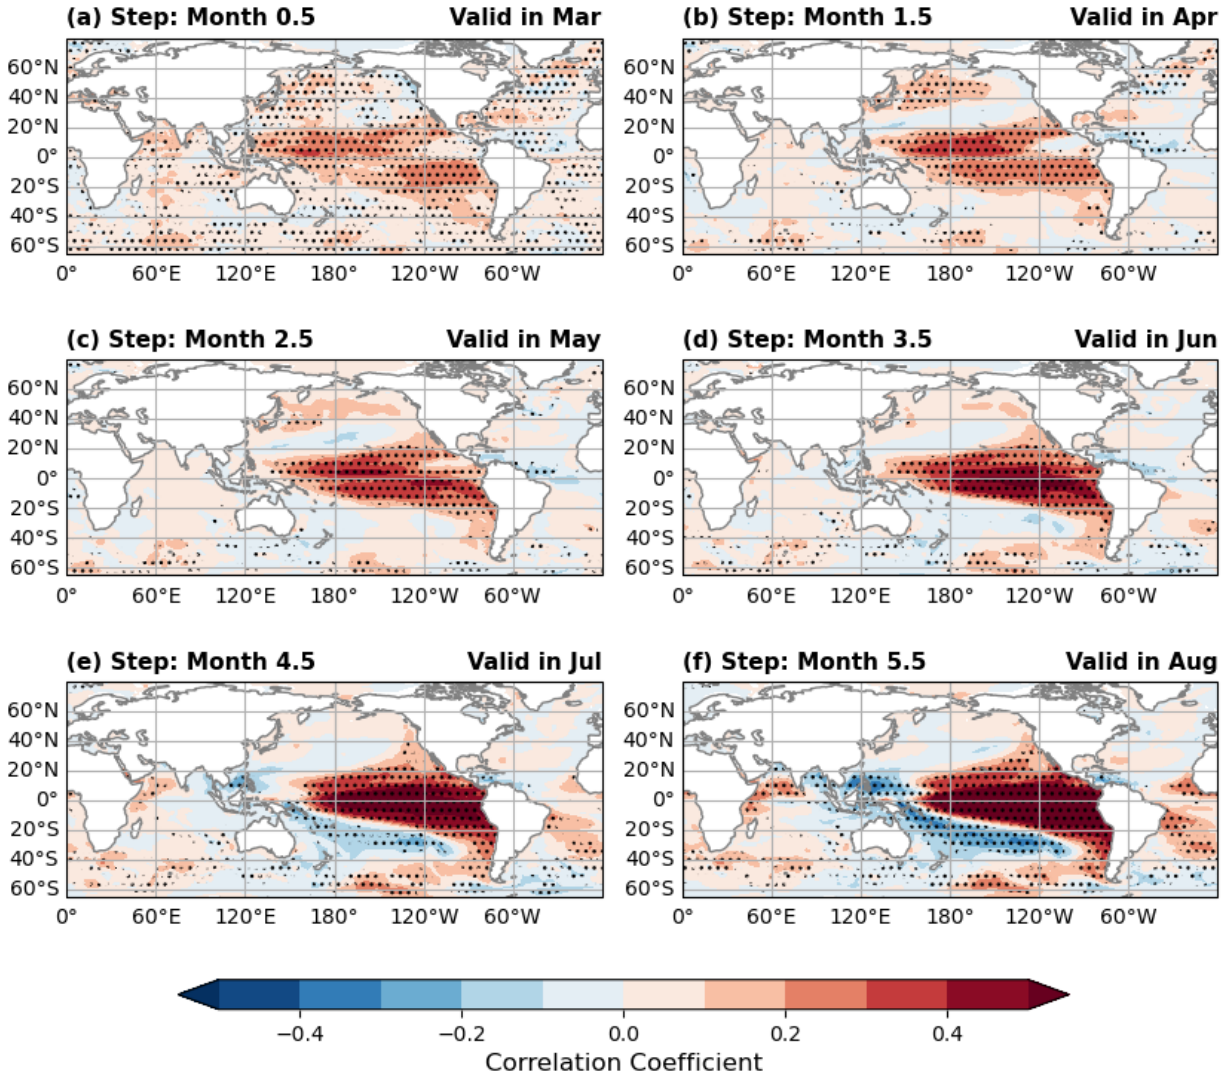 (a) Step: Month 0.5 Valid in Mar
60°N
40°N
20°N
0°
20°S
40°S
60°S
0° 60°E 120°E 180° 120°W 60°W
(b) Step: Month 1.5 Valid in Apr
60°N
40°N
20°N
0°
20°S
40°S
60°S
0° 60°E 120°E 180° 120°W 60°W
(c) Step: Month 2.5 Valid in May
60°N
40°N
20°N
0°
20°S
40°S
60°S
0° 60°E 120°E 180° 120°W 60°W
(d) Step: Month 3.5 Valid in Jun
60°N
40°N
20°N
0°
20°S
40°S
60°S
0° 60°E 120°E 180° 120°W 60°W
(e) Step: Month 4.5 Valid in Jul
60°N
40°N
20°N
0°
20°S
40°S
60°S
0° 60°E 120°E 180° 120°W 60°W
(f) Step: Month 5.5 Valid in Aug
60°N
40°N
20°N
0°
20°S
40°S
60°S
0° 60°E 120°E 180° 120°W 60°W
−0.4 −0.2 0.0 0.2 0.4
Correlation Coefficient